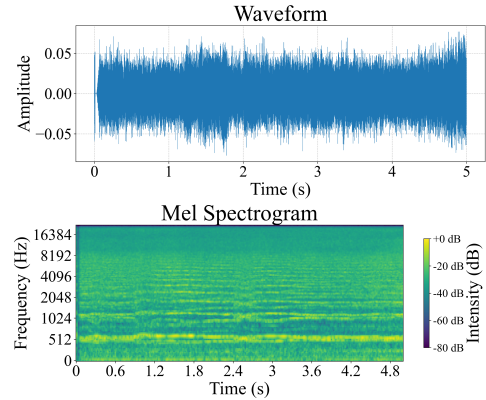 Waveform
0.05
0.00
−0.05
Amplitude
0 1 2 3 4 5
Time (s)
Mel Spectrogram
16384
8192
4096
2048
1024
512
0
Frequency (Hz)
0 0.6 1.2 1.8 2.4 3 3.6 4.2 4.8
Time (s)
+0 dB
-20 dB
-40 dB
-60 dB
-80 dB
Intensity (dB)